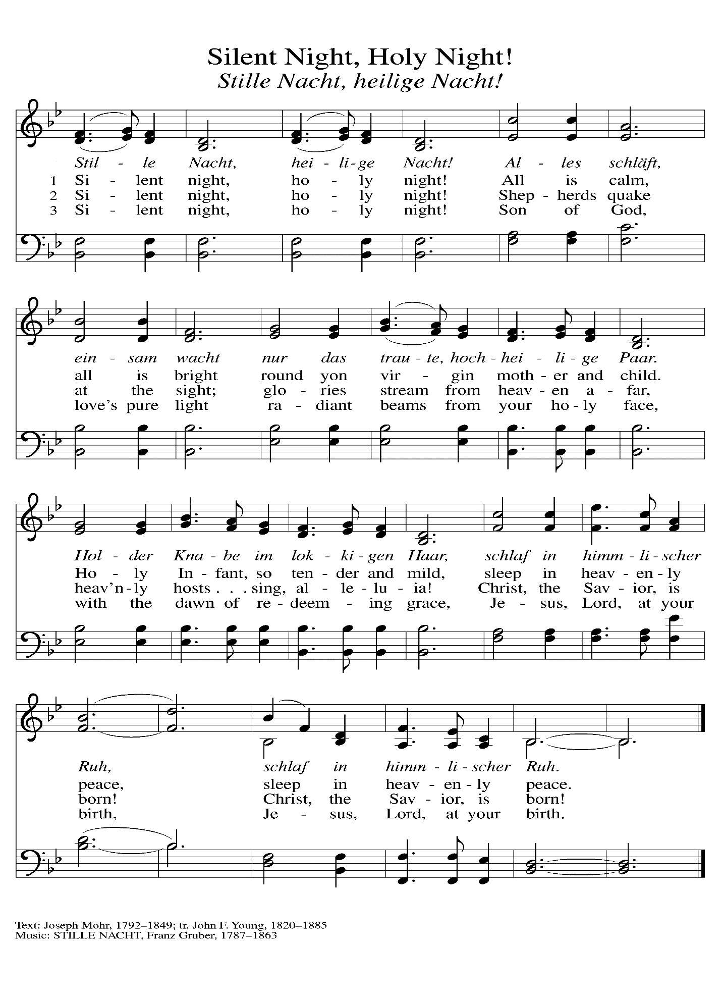 Silent Night, Holy Night!
Stille Nacht, heilige Nacht!
Stil - le Nacht, hei - li - ge Nacht! Al - les schläft,
1 Si - lent night, ho - ly night! All is calm,
2 Si - lent night, ho - ly night! Shep - herds quake
3 Si - lent night, ho - ly night! Son of God,
ein - sam wacht nur das trau - te, hoch - hei - li - ge Paar.
all is bright round yon vir - gin moth - er and child.
at the sight; glo - ries stream from heav - en a - far,
love's pure light ra - diant beams from your ho - ly face,
Hol - der Kna - be im lok - ki - gen Haar, schlaf in himm - li - scher
Ho - ly In - fant, so ten - der and mild, sleep in heav - en - ly
heav'n - ly hosts . . . sing, al - le - lu - ia! Christ, the Sav - ior, is
with the dawn of re - deem - ing grace, Je - sus, Lord, at your
Ruh, schlaf in himm - li - scher Ruh.
peace, sleep in heav - en - ly peace.
born! Christ, the Sav - ior, is born!
birth, Je - sus, Lord, at your birth.
Text: Joseph Mohr, 1792–1849; tr. John F. Young, 1820–1885
Music: STILLE NACHT, Franz Gruber, 1787–1863